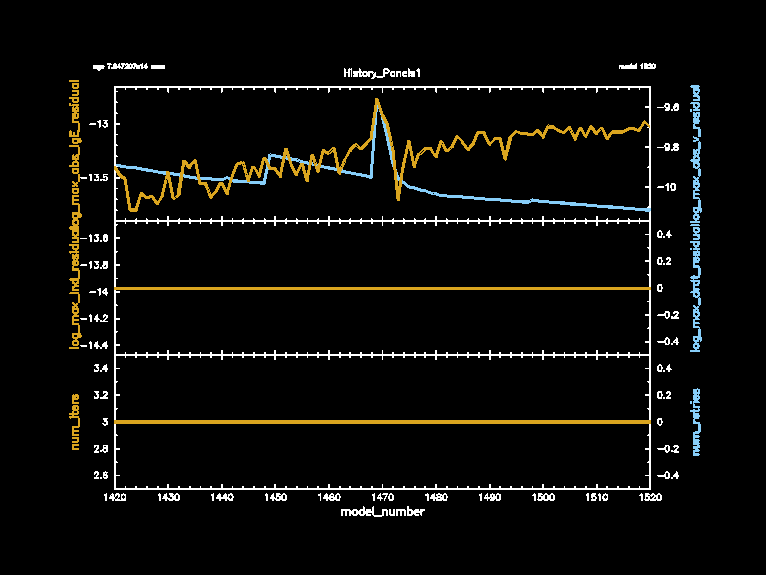 age 7.847207e14 secs
model 1520
History_Panels1
log_max_abs_lgE_residual
-13
-13.5
-9.6
-9.8
-10
log_max_abs_v_residual
log_max_lnd_residual
-13.6
-13.8
-14
-14.2
-14.4
0.4
0.2
0
-0.2
-0.4
log_max_drdt_residual
num_iters
3.4
3.2
3
2.8
2.6
0.4
0.2
0
-0.2
-0.4
num_retries
1420 1430 1440 1450 1460 1470 1480 1490 1500 1510 1520
model_number